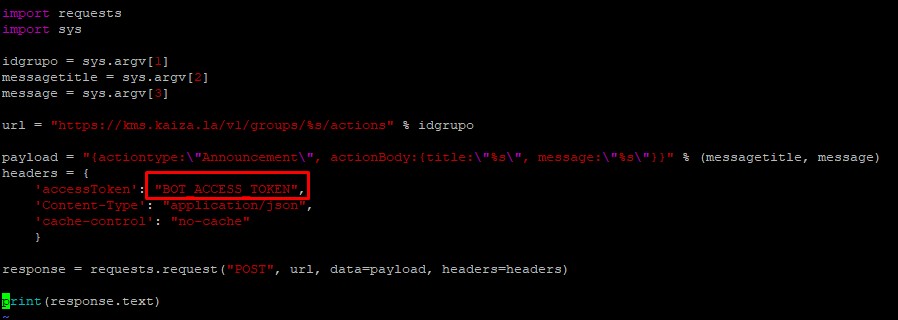 import requests
import sys
idgrupo = sys.argv[1]
messagetitle = sys.argv[2]
message = sys.argv[3]
url = "https://kms.kaiza.la/v1/groups/%s/actions" % idgrupo
payload = "{actiontype:\"Announcement\", actionBody:{title:\"%s\", message:\"%s\"}}" % (messagetitle, message)
headers = {
    'accessToken': "BOT_ACCESS_TOKEN",
    'Content-Type': "application/json",
    'cache-control': "no-cache"
    }
response = requests.request("POST", url, data=payload, headers=headers)
print(response.text)
~